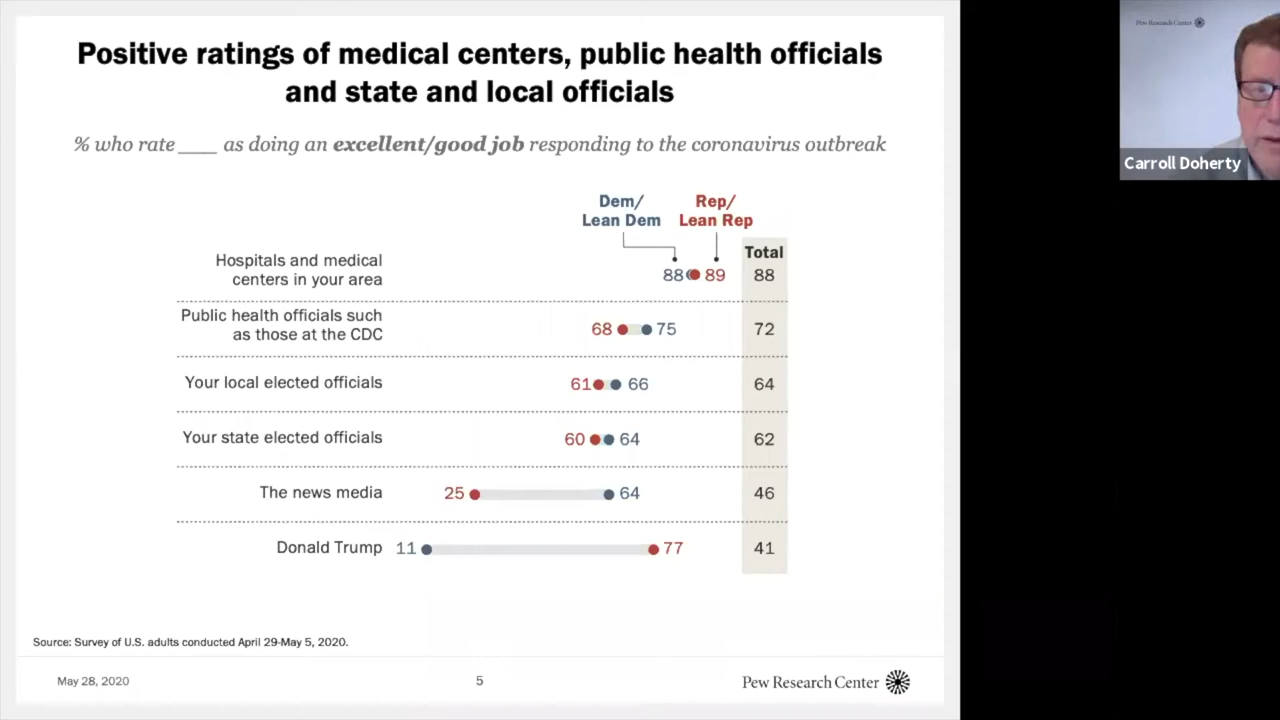 Positive ratings of medical centers, public health officials
and state and local officials
% who rate ___ as doing an excellent/good job responding to the coronavirus outbreak
Dem/
Lean Dem
Rep/
Lean Rep
Total
Hospitals and medical
centers in your area
88 89 88
Public health officials such
as those at the CDC
68 75 72
Your local elected officials 61 66 64
Your state elected officials 60 64 62
The news media 25 64 46
Donald Trump 11 77 41
Source: Survey of U.S. adults conducted April 29-May 5, 2020.
May 28, 2020 5 Pew Research Center
Pew Research Center
Carroll Doherty